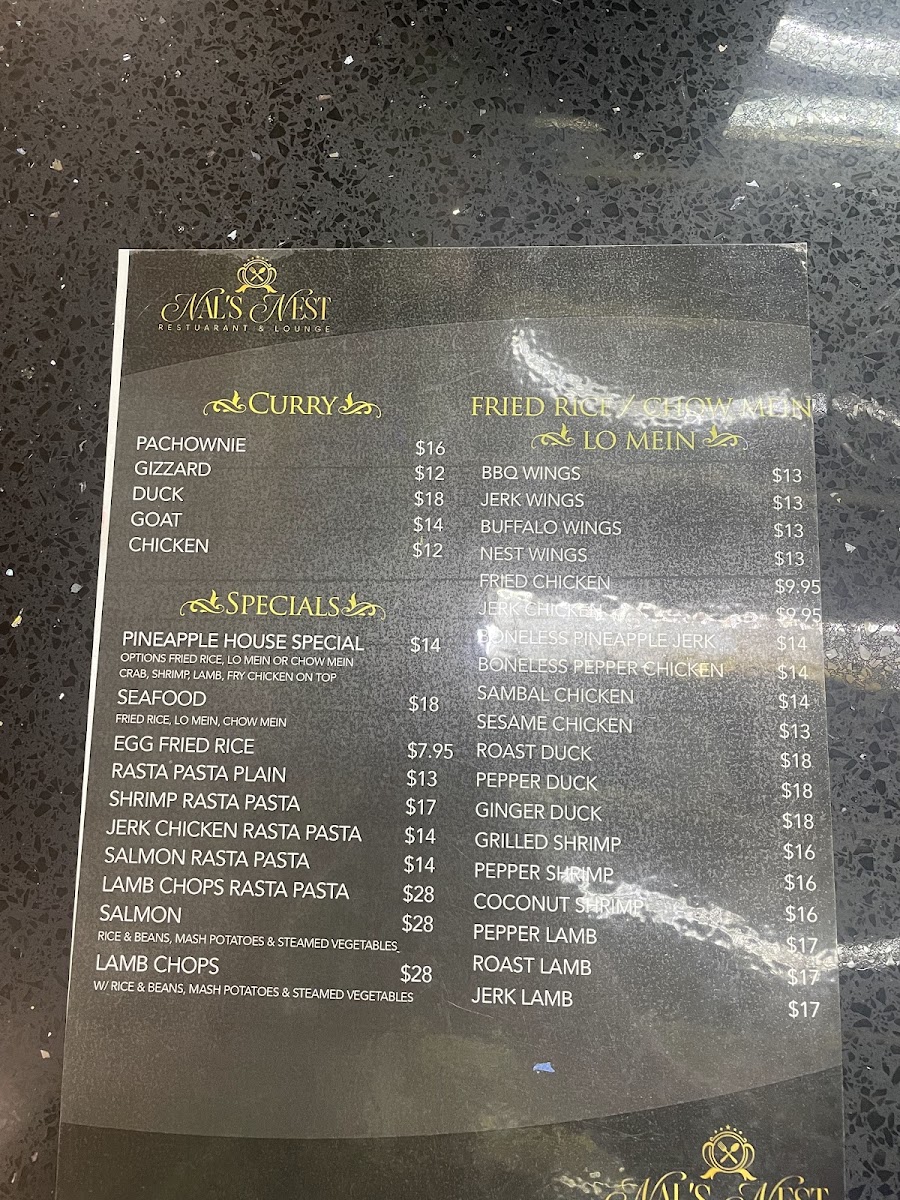 NAL'S NEST
RESTUARANT & LOUNGE
CURRY
PACHOWNIE $16
GIZZARD $12
DUCK $18
GOAT $14
CHICKEN $12
SPECIALS
PINEAPPLE HOUSE SPECIAL $14
OPTIONS FRIED RICE, LO MEIN OR CHOW MEIN
CRAB, SHRIMP, LAMB, FRY CHICKEN ON TOP
SEAFOOD $18
FRIED RICE, LO MEIN, CHOW MEIN
EGG FRIED RICE $7.95
RASTA PASTA PLAIN $13
SHRIMP RASTA PASTA $17
JERK CHICKEN RASTA PASTA $14
SALMON RASTA PASTA $14
LAMB CHOPS RASTA PASTA $28
SALMON $28
RICE & BEANS, MASH POTATOES & STEAMED VEGETABLES
LAMB CHOPS $28
W/ RICE & BEANS, MASH POTATOES & STEAMED VEGETABLES
FRIED RICE / CHOW MEIN
LO MEIN
BBQ WINGS $13
JERK WINGS $13
BUFFALO WINGS $13
NEST WINGS $13
FRIED CHICKEN $9.95
JERK CHICKEN $9.95
BONELESS PINEAPPLE JERK $14
BONELESS PEPPER CHICKEN $14
SAMBAL CHICKEN $14
SESAME CHICKEN $13
ROAST DUCK $18
PEPPER DUCK $18
GINGER DUCK $18
GRILLED SHRIMP $16
PEPPER SHRIMP $16
COCONUT SHRIMP $16
PEPPER LAMB $17
ROAST LAMB $17
JERK LAMB $17
NAL'S NEST